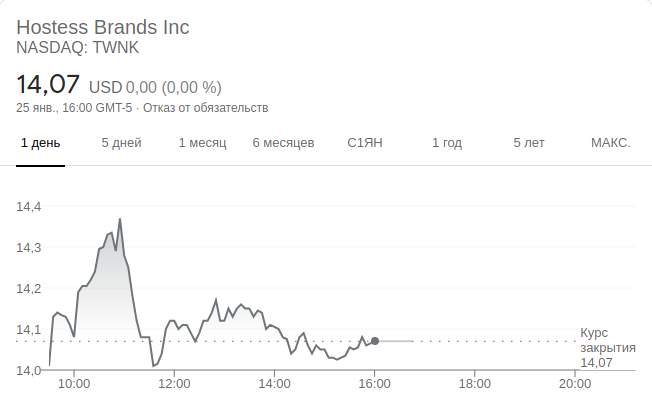 Hostess Brands Inc
NASDAQ: TWNK
14,07 USD 0,00 (0,00 %)
25 янв., 16:00 GMT-5 · Отказ от обязательств
1 день 5 дней 1 месяц 6 месяцев С1ЯН 1 год 5 лет МАКС.
14,4
14,3
14,2
14,1
14,0
Курс
закрытия
14,07
10:00 12:00 14:00 16:00 18:00 20:00